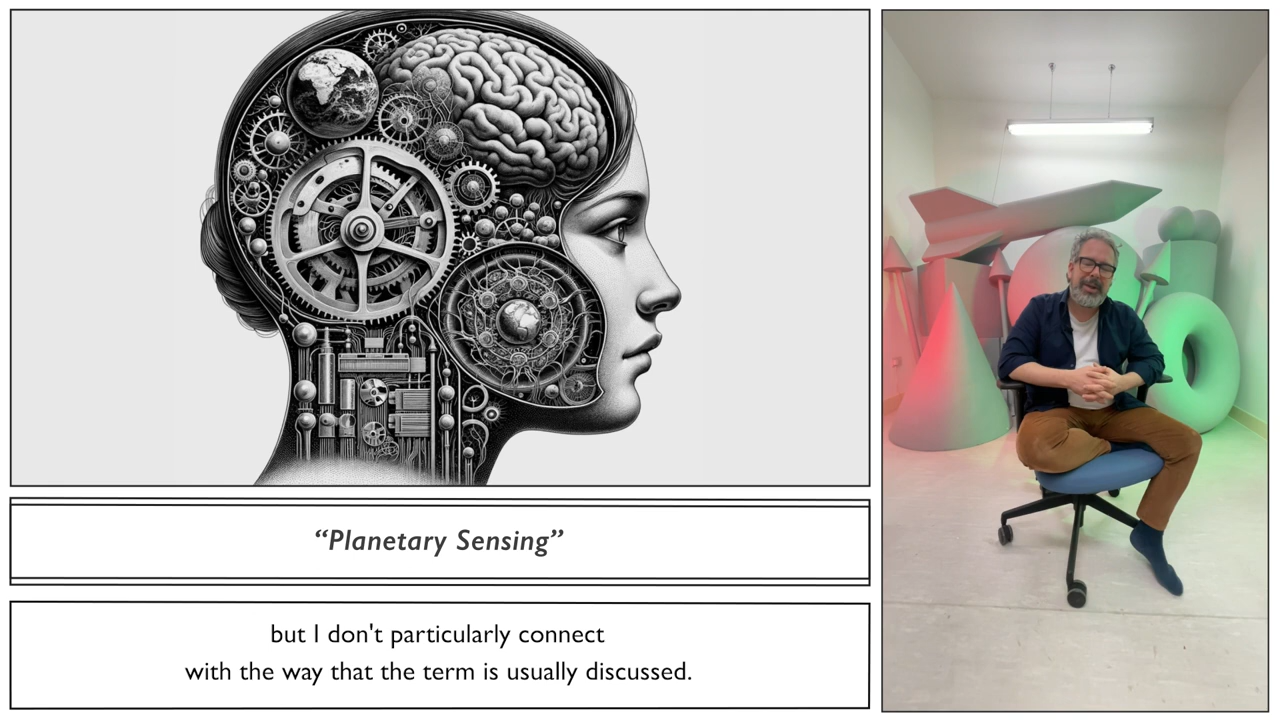 “Planetary Sensing”
but I don't particularly connect
with the way that the term is usually discussed.